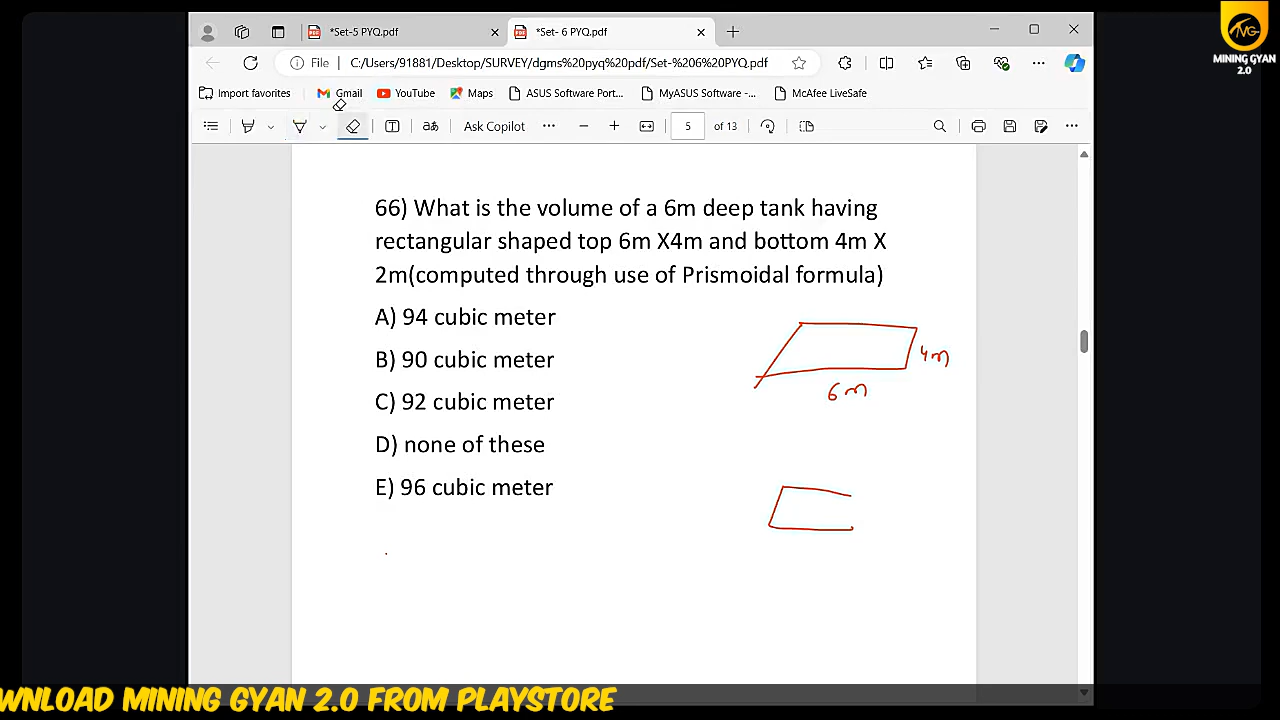 *Set-5 PYQ.pdf
*Set- 6 PYQ.pdf
MINING GYAN
2.0
File
C:/Users/91881/Desktop/SURVEY/dgms%20pyq%20pdf/Set-%206%20PYQ.pdf
Import favorites
Gmail
YouTube
Maps
ASUS Software Port...
MyASUS Software -...
McAfee LiveSafe
Ask Copilot
5
of 13
66) What is the volume of a 6m deep tank having
rectangular shaped top 6m X4m and bottom 4m X
2m(computed through use of Prismoidal formula)
A) 94 cubic meter
B) 90 cubic meter
C) 92 cubic meter
D) none of these
E) 96 cubic meter
4m
6m
WNLOAD MINING GYAN 2.0 FROM PLAYSTORE